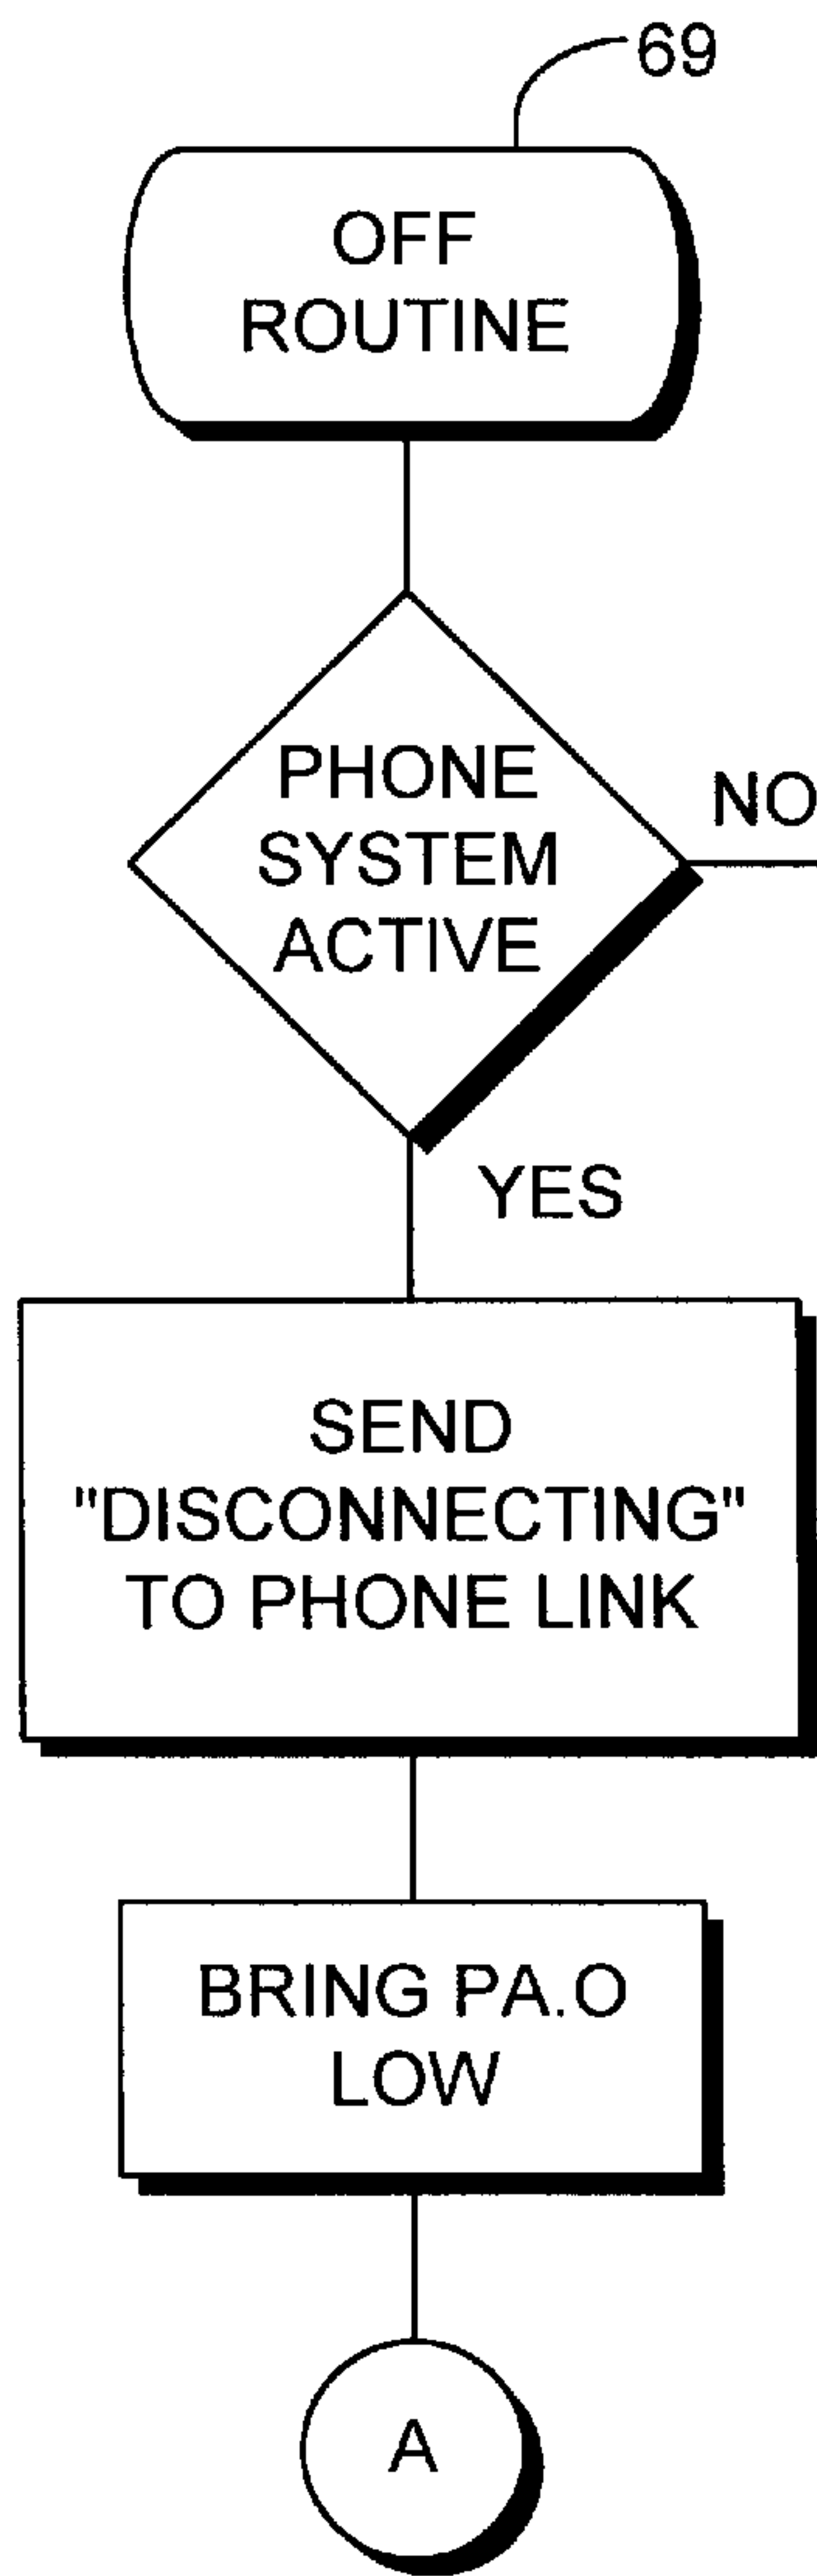 69
OFF
ROUTINE
PHONE
SYSTEM
ACTIVE
NO
YES
SEND
"DISCONNECTING"
TO PHONE LINK
BRING PA.O
LOW
A